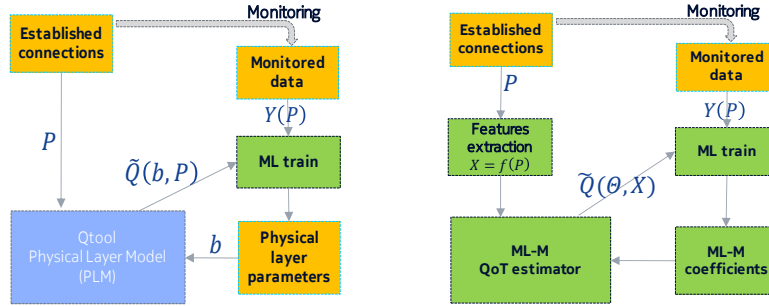 Monitoring
Established
connections
Monitored
data
P
Y(P)
ML train
Q̃(b, P)
Qtool
Physical Layer Model
(PLM)
b
Physical
layer
parameters
Monitoring
Established
connections
Monitored
data
P
Y(P)
Features
extraction
X = f(P)
ML train
Q̃(Θ, X)
ML-M
QoT estimator
ML-M
coefficients